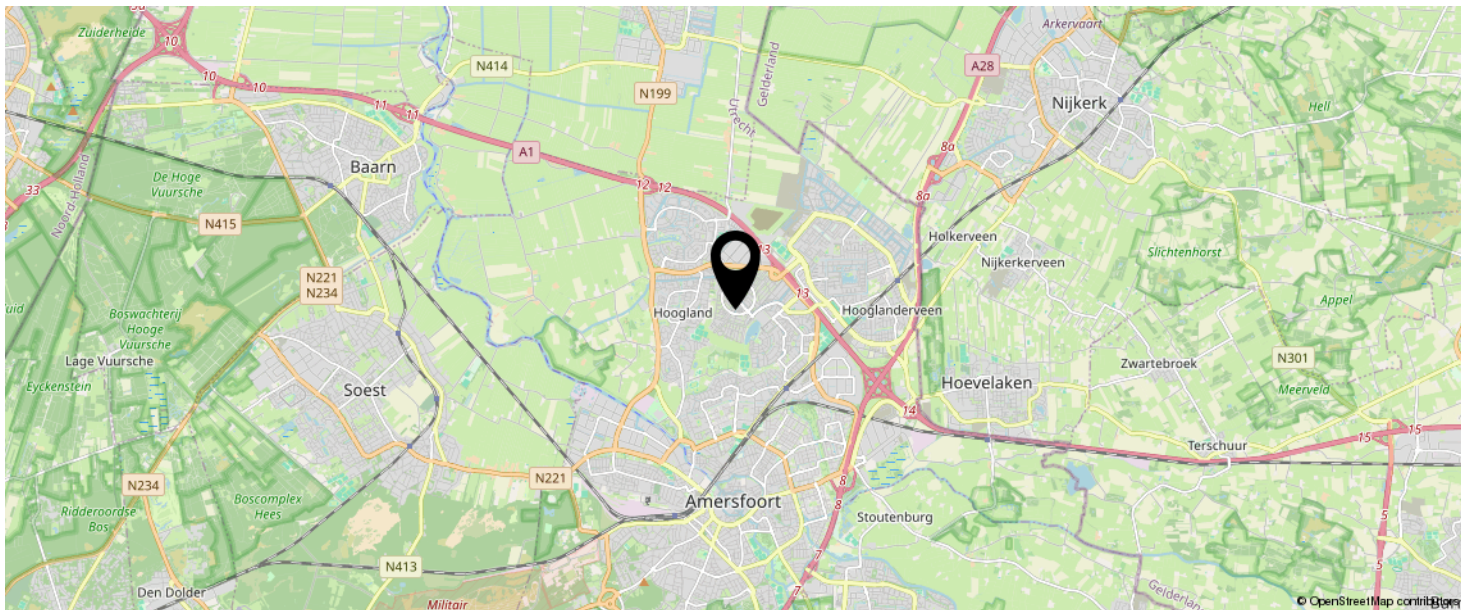 3a
Zuiderheide
10
10
10
N414
N199
Gelderland
Utrecht
A28
Arkervaart
Nijkerk
Hell
11
11
A1
Baarn
8a
De Hoge
Vuursche
33
Noord-Holland
N415
12
12
8a
Holkerveen
Slichtenhorst
Nijkerkerveen
13
N221
N234
Boswachterij
Hooge
Vuursche
Hoogland
13
Hooglanderveen
Appel
Lage Vuursche
Zwartebroek
N301
Eyckenstein
Soest
Hoevelaken
Meerveld
14
15
15
Terschuur
N221
N234
8
Boscomplex
Hees
Ridderoordse
Bos
Amersfoort
8
Stoutenburg
7
5
N413
Den Dolder
7
5
Gelderland
Militair
© OpenStreetMap contributors